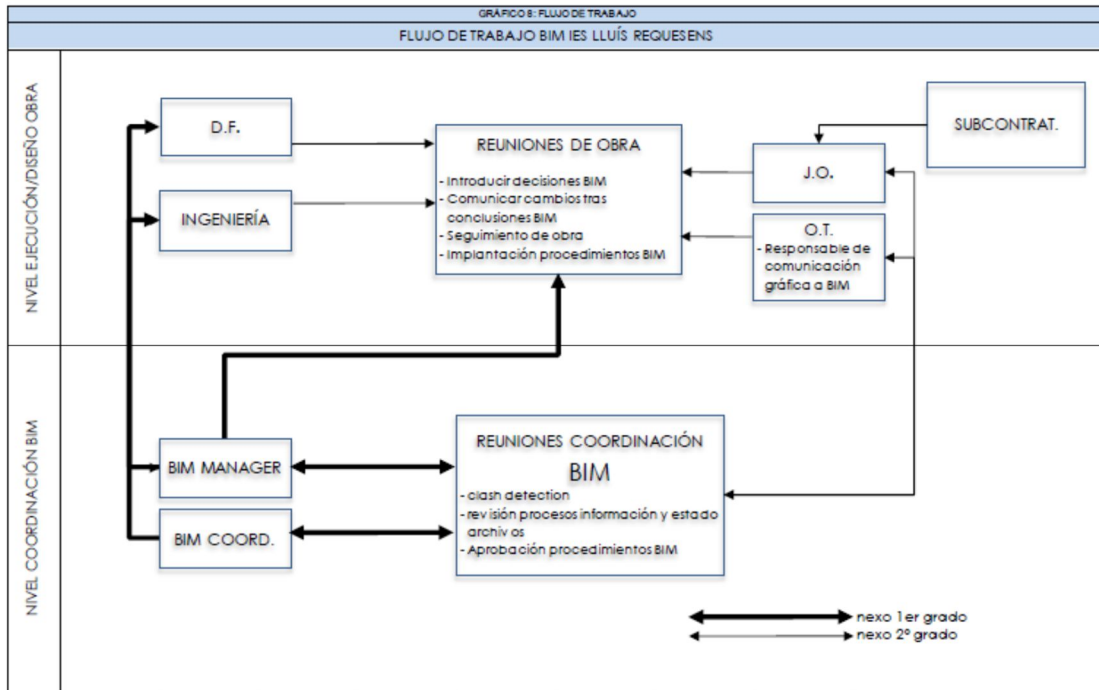 GRÁFICO 8: FLUJO DE TRABAJO
FLUJO DE TRABAJO BIM IES LLUÍS REQUESENS
NIVEL EJECUCIÓN/DISEÑO OBRA
D.F.
INGENIERÍA
REUNIONES DE OBRA
- Introducir decisiones BIM
- Comunicar cambios tras
conclusiones BIM
- Seguimiento de obra
- Implantación procedimientos BIM
SUBCONTRAT.
J.O.
O.T.
- Responsable de
comunicación
gráfica a BIM
NIVEL COORDINACIÓN BIM
BIM MANAGER
BIM COORD.
REUNIONES COORDINACIÓN
BIM
- clash detection
- revisión procesos información y estado
archivos
- Aprobación procedimientos BIM
nexo 1er grado
nexo 2º grado